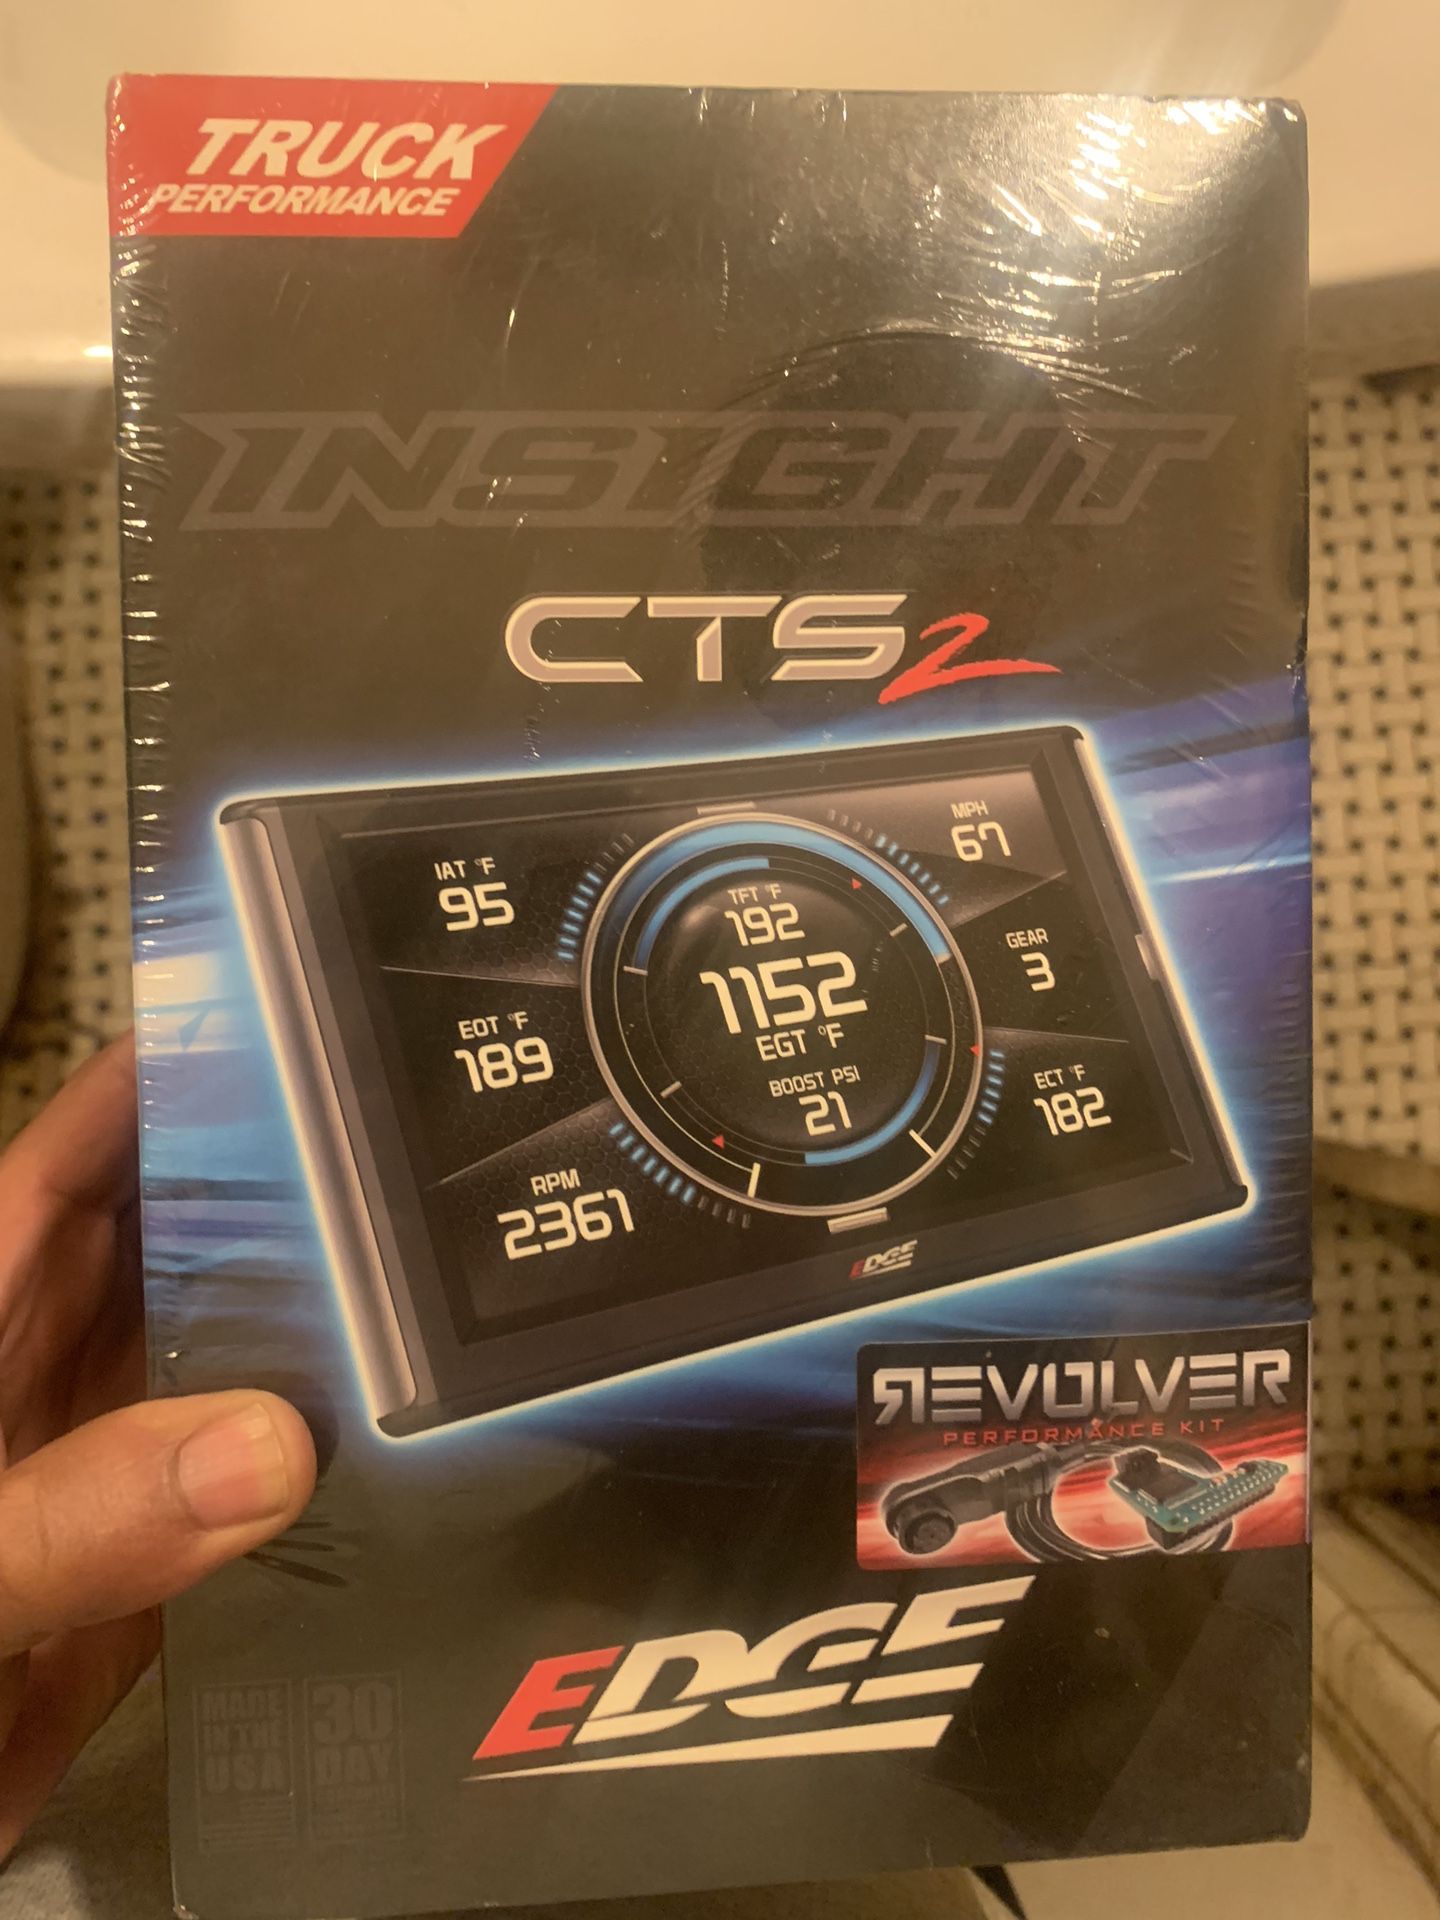 TRUCK
PERFORMANCE
INSIGHT
CTS2
IAT °F
95
MPH
67
TFT °F
192
GEAR
3
1152
EGT °F
EOT °F
189
BOOST PSI
21
ECT °F
182
RPM
2361
EDGE
REVOLVER
PERFORMANCE KIT
EDGE
MADE
IN THE
USA
30
DAY